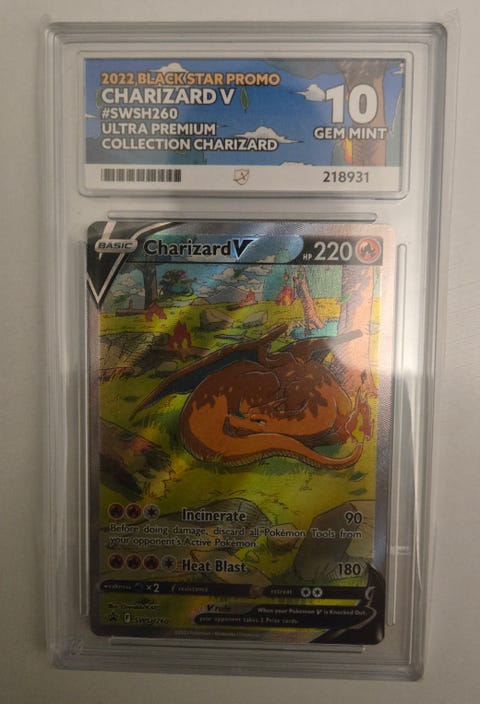 2022 BLACK STAR PROMO
CHARIZARD V
#SWSH260
ULTRA PREMIUM
COLLECTION CHARIZARD
10
GEM MINT
218931
BASIC
Charizard V
HP 220
Incinerate 90
Before doing damage, discard all Pokémon Tools from
your opponent's Active Pokémon.
Heat Blast 180
weakness ×2 resistance retreat
V rule When your Pokémon V is Knocked Out,
your opponent takes 2 Prize cards.
SWSH260